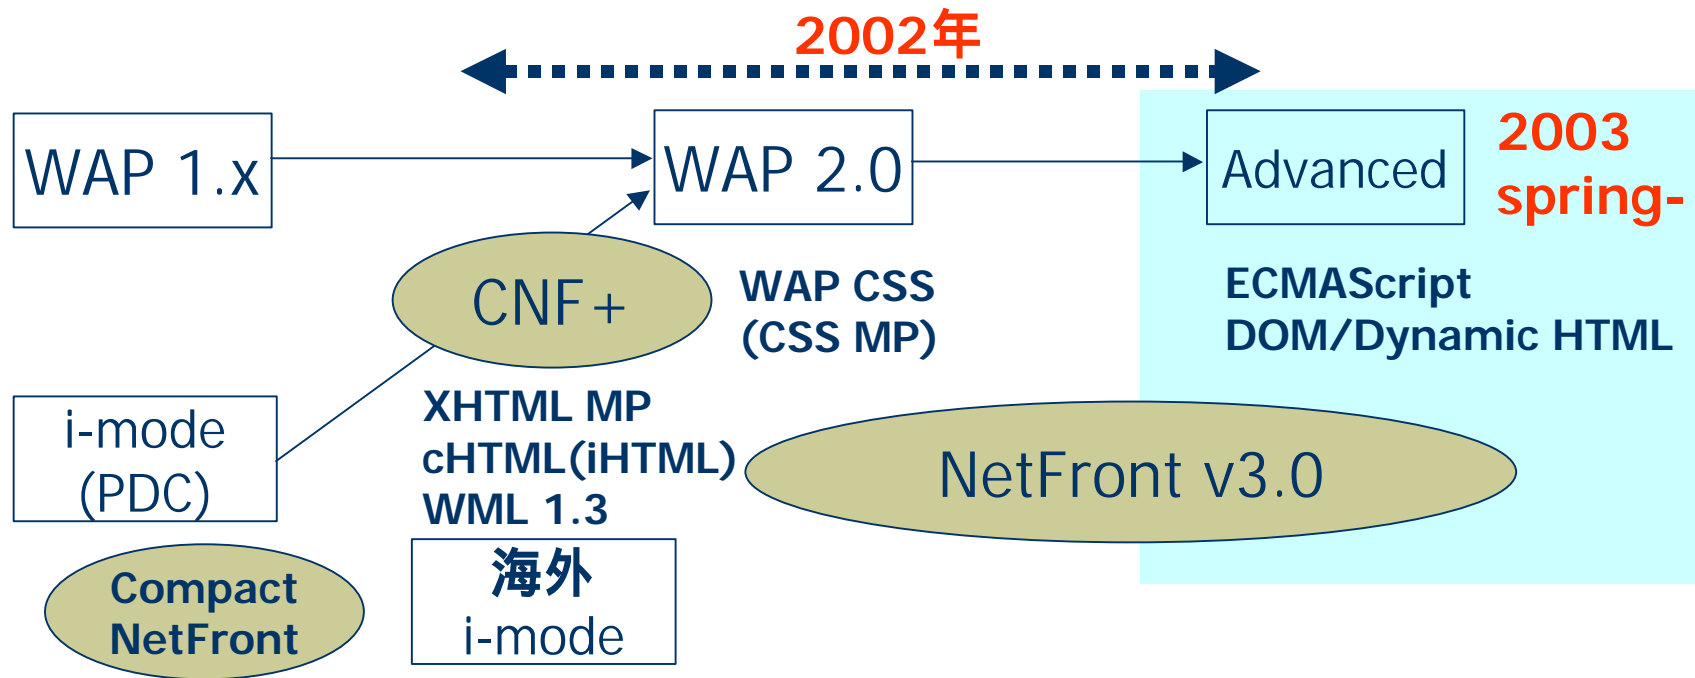 2002年
WAP 1.x
WAP 2.0
Advanced
2003
spring-
CNF+
WAP CSS
(CSS MP)
ECMAScript
DOM/Dynamic HTML
i-mode
(PDC)
XHTML MP
cHTML(iHTML)
WML 1.3
NetFront v3.0
Compact
NetFront
海外
i-mode